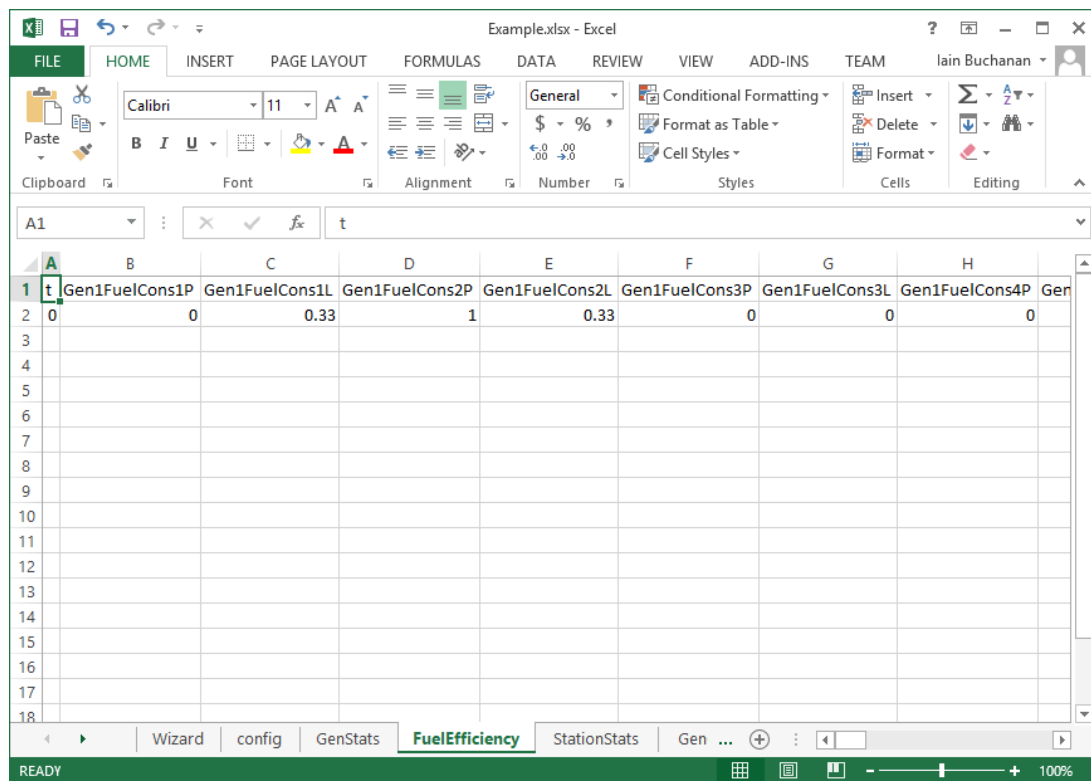 Example.xlsx - Excel
?
FILE HOME INSERT PAGE LAYOUT FORMULAS DATA REVIEW VIEW ADD-INS TEAM Iain Buchanan
Calibri 11 A A General Conditional Formatting Insert
Paste B I U A $ % , Format as Table Delete
.00 .0 .00 Cell Styles Format
Clipboard Font Alignment Number Styles Cells Editing
A1 fx t
A B C D E F G H
1 t Gen1FuelCons1P Gen1FuelCons1L Gen1FuelCons2P Gen1FuelCons2L Gen1FuelCons3P Gen1FuelCons3L Gen1FuelCons4P Gen
2 0 0 0.33 1 0.33 0 0 0
3
4
5
6
7
8
9
10
11
12
13
14
15
16
17
18
Wizard config GenStats FuelEfficiency StationStats Gen ...
READY 100%